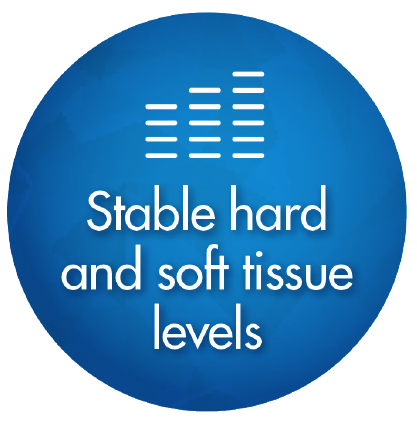 Stable hard
and soft tissue
levels